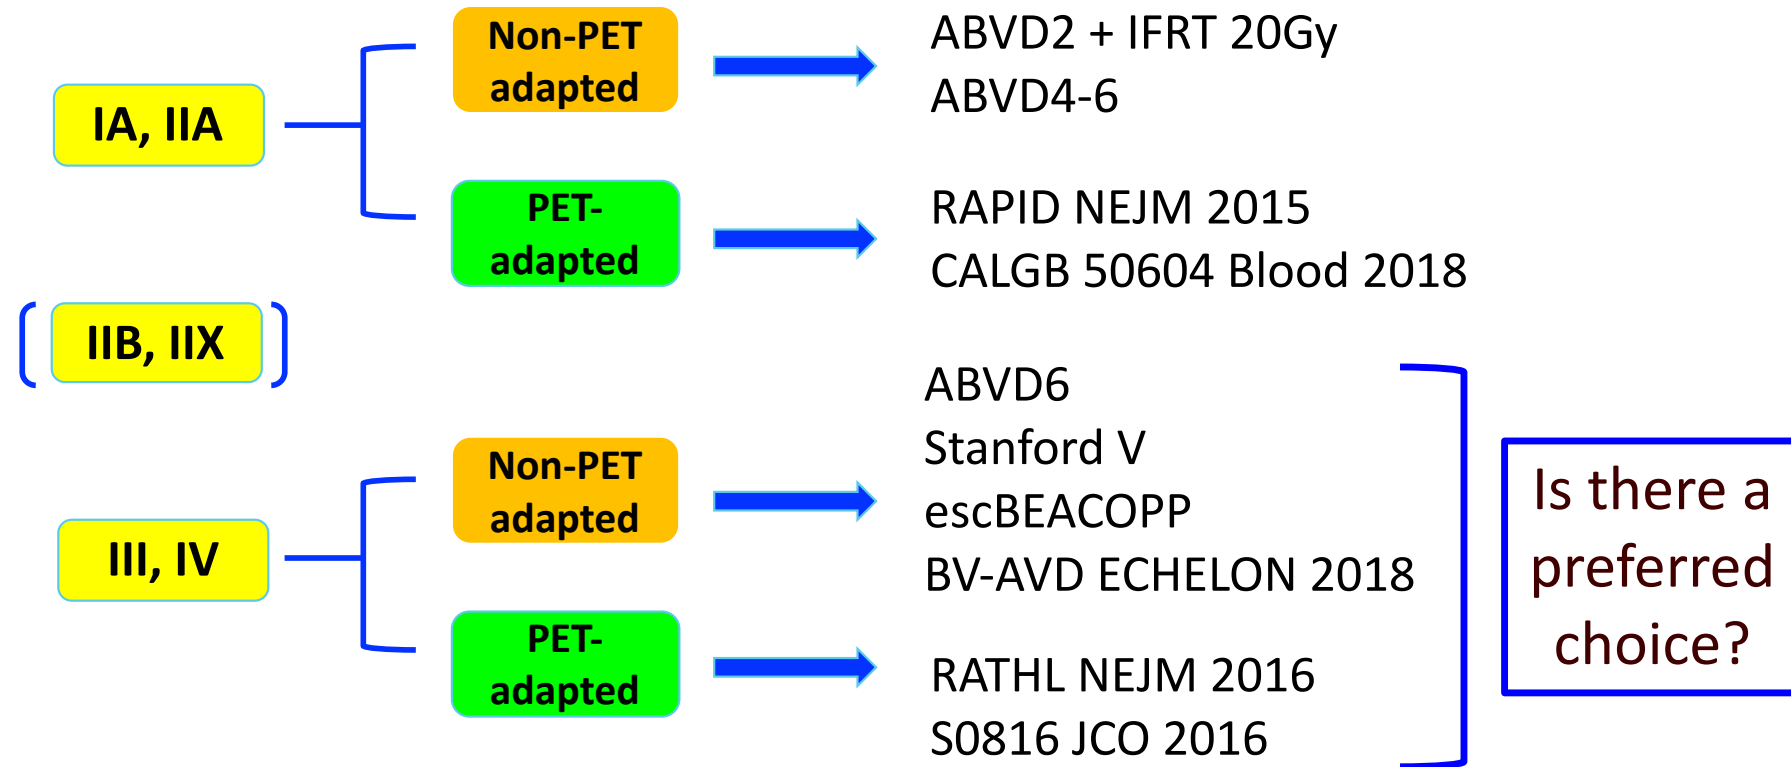 IA, IIA
Non-PET
adapted
ABVD2 + IFRT 20Gy
ABVD4-6
PET-
adapted
RAPID NEJM 2015
CALGB 50604 Blood 2018
IIB, IIX
III, IV
Non-PET
adapted
ABVD6
Stanford V
escBEACOPP
BV-AVD ECHELON 2018
PET-
adapted
RATHL NEJM 2016
S0816 JCO 2016
Is there a
preferred
choice?